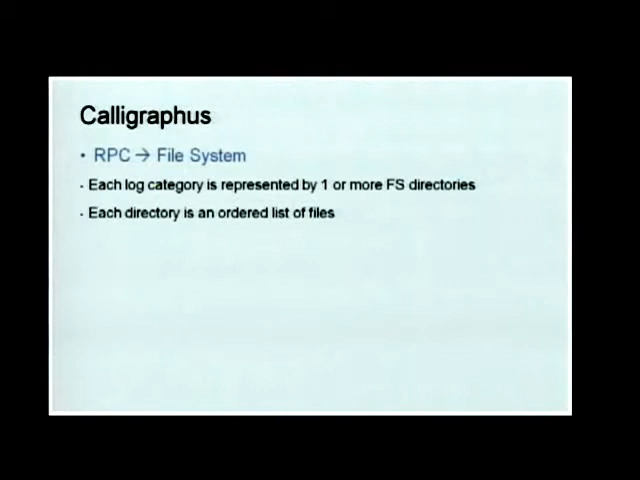 Calligraphus
• RPC → File System
- Each log category is represented by 1 or more FS directories
- Each directory is an ordered list of files